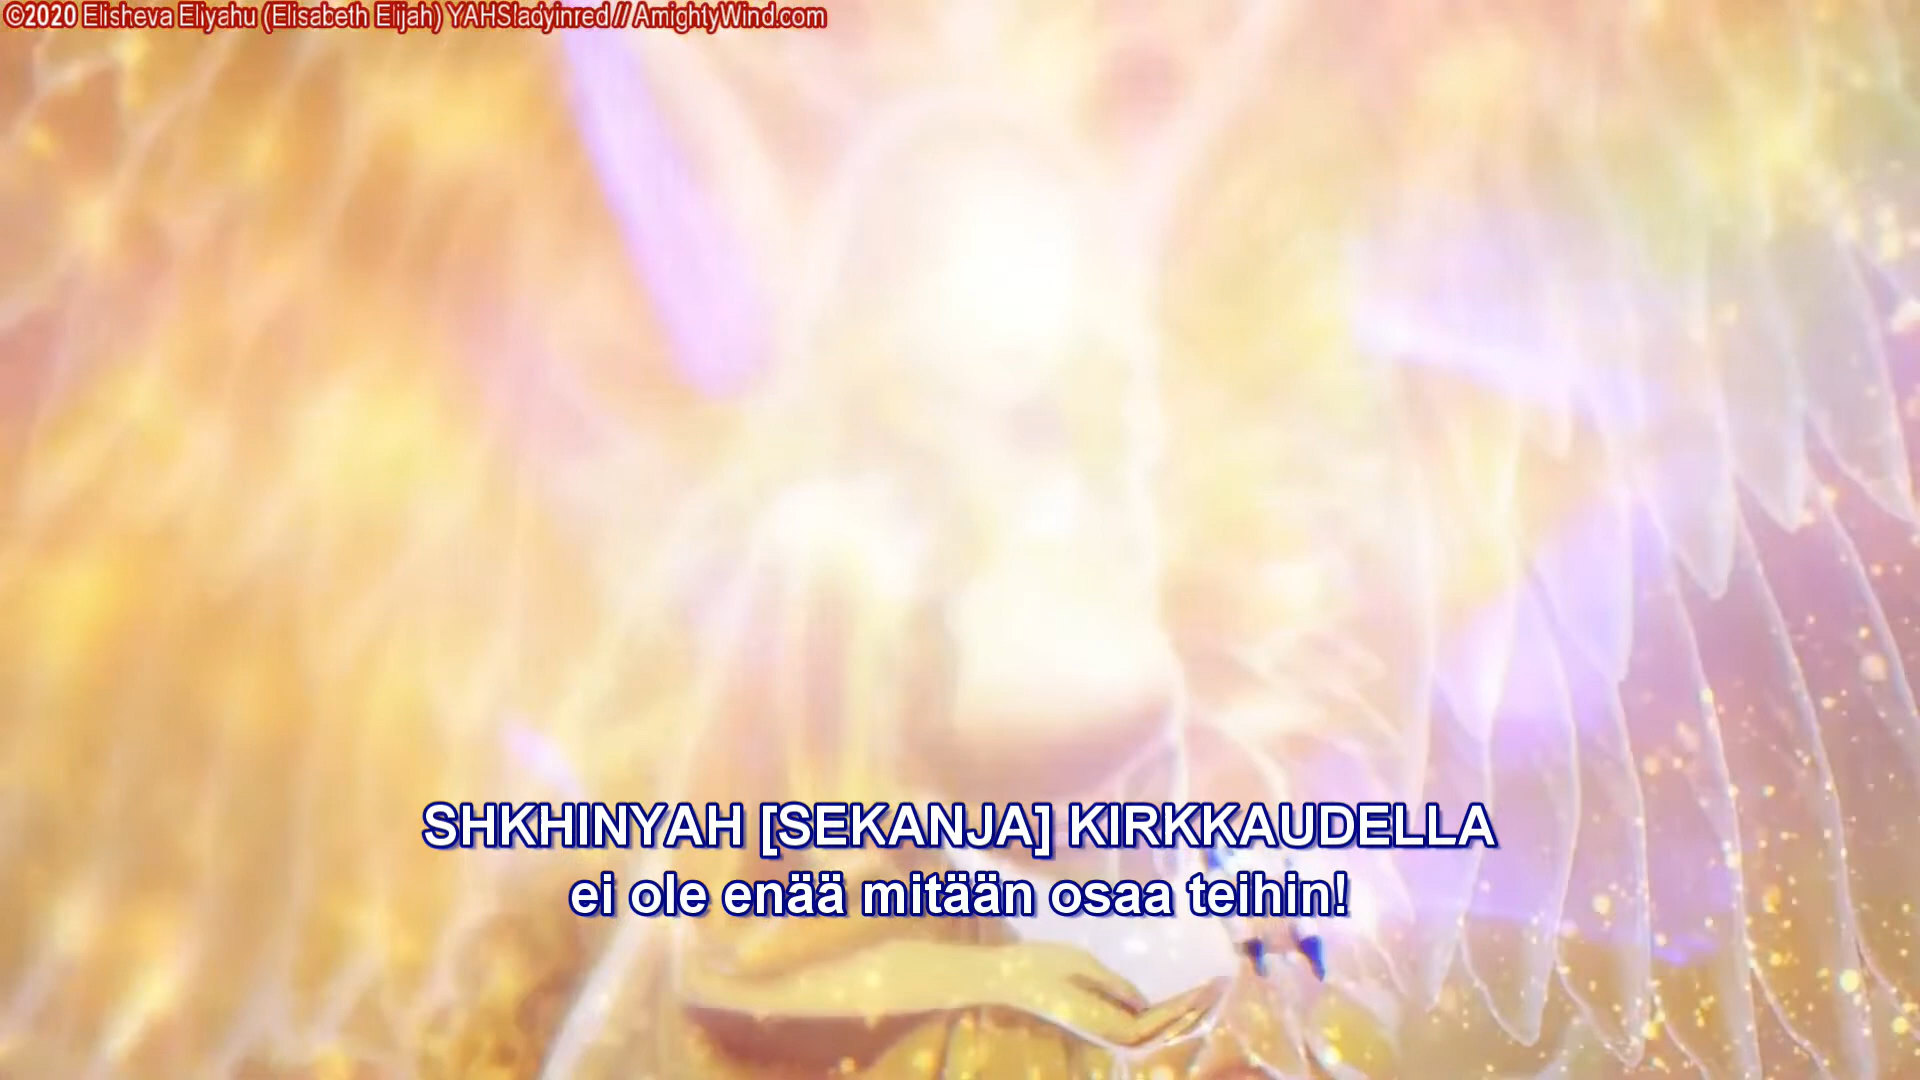 ©2020 Elisheva Eliyahu (Elisabeth Elijah) YAHSladyinred // AmightyWind.com
SHKHINYAH [SEKANJA] KIRKKAUDELLA
ei ole enää mitään osaa teihin!